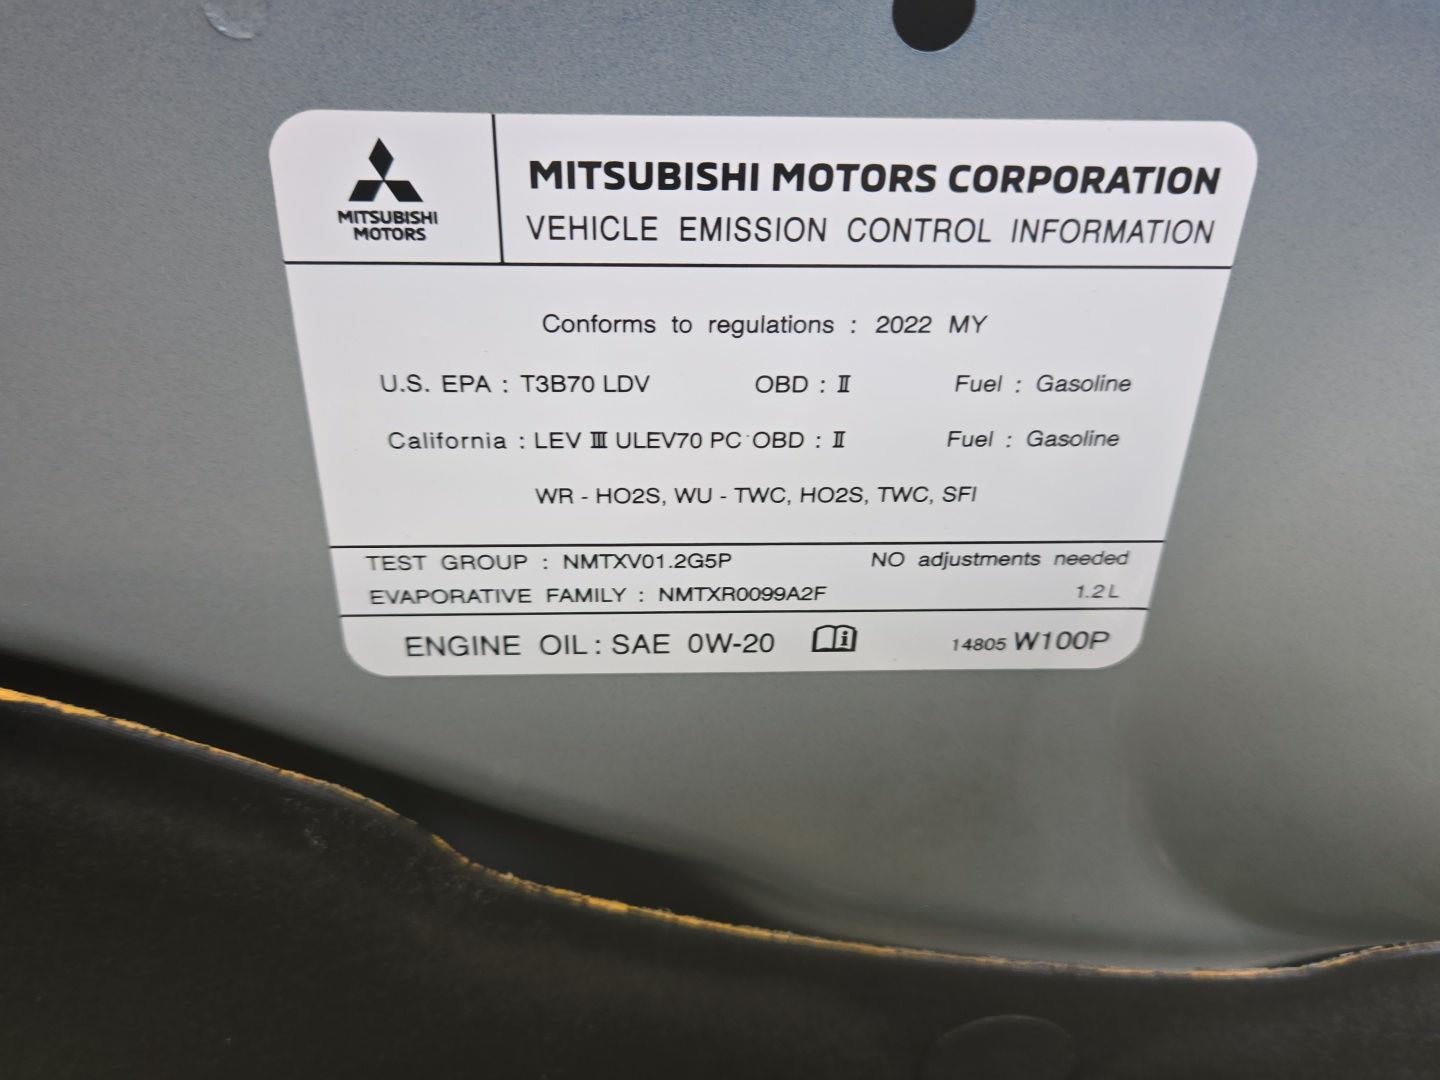 MITSUBISHI
MOTORS
MITSUBISHI MOTORS CORPORATION
VEHICLE EMISSION CONTROL INFORMATION
Conforms to regulations : 2022 MY
U.S. EPA : T3B70 LDV OBD : II Fuel : Gasoline
California : LEV III ULEV70 PC OBD : II Fuel : Gasoline
WR - HO2S, WU - TWC, HO2S, TWC, SFI
TEST GROUP : NMTXV01.2G5P NO adjustments needed
EVAPORATIVE FAMILY : NMTXR0099A2F 1.2 L
ENGINE OIL : SAE 0W-20 i 14805 W100P